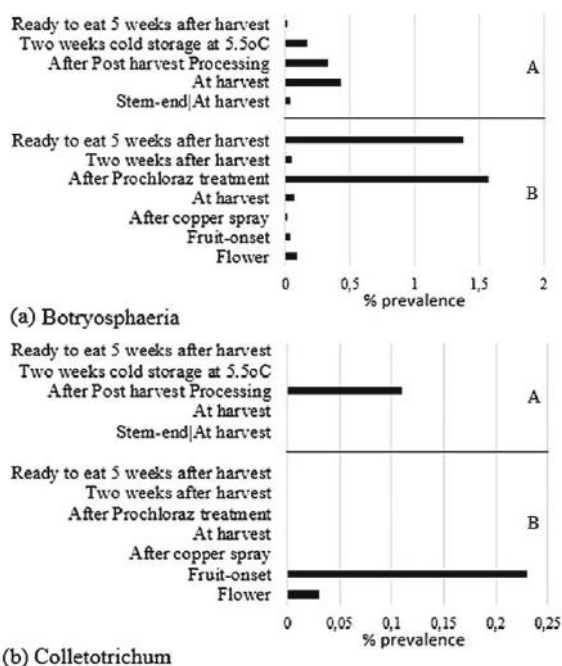 Ready to eat 5 weeks after harvest
Two weeks cold storage at 5.5oC
After Post harvest Processing
At harvest
Stem-end|At harvest
A
Ready to eat 5 weeks after harvest
Two weeks after harvest
After Prochloraz treatment
At harvest
After copper spray
Fruit-onset
Flower
B
0 0,5 1 1,5 2
% prevalence
(a) Botryosphaeria
Ready to eat 5 weeks after harvest
Two weeks cold storage at 5.5oC
After Post harvest Processing
At harvest
Stem-end|At harvest
A
Ready to eat 5 weeks after harvest
Two weeks after harvest
After Prochloraz treatment
At harvest
After copper spray
Fruit-onset
Flower
B
0 0,05 0,1 0,15 0,2 0,25
% prevalence
(b) Colletotrichum